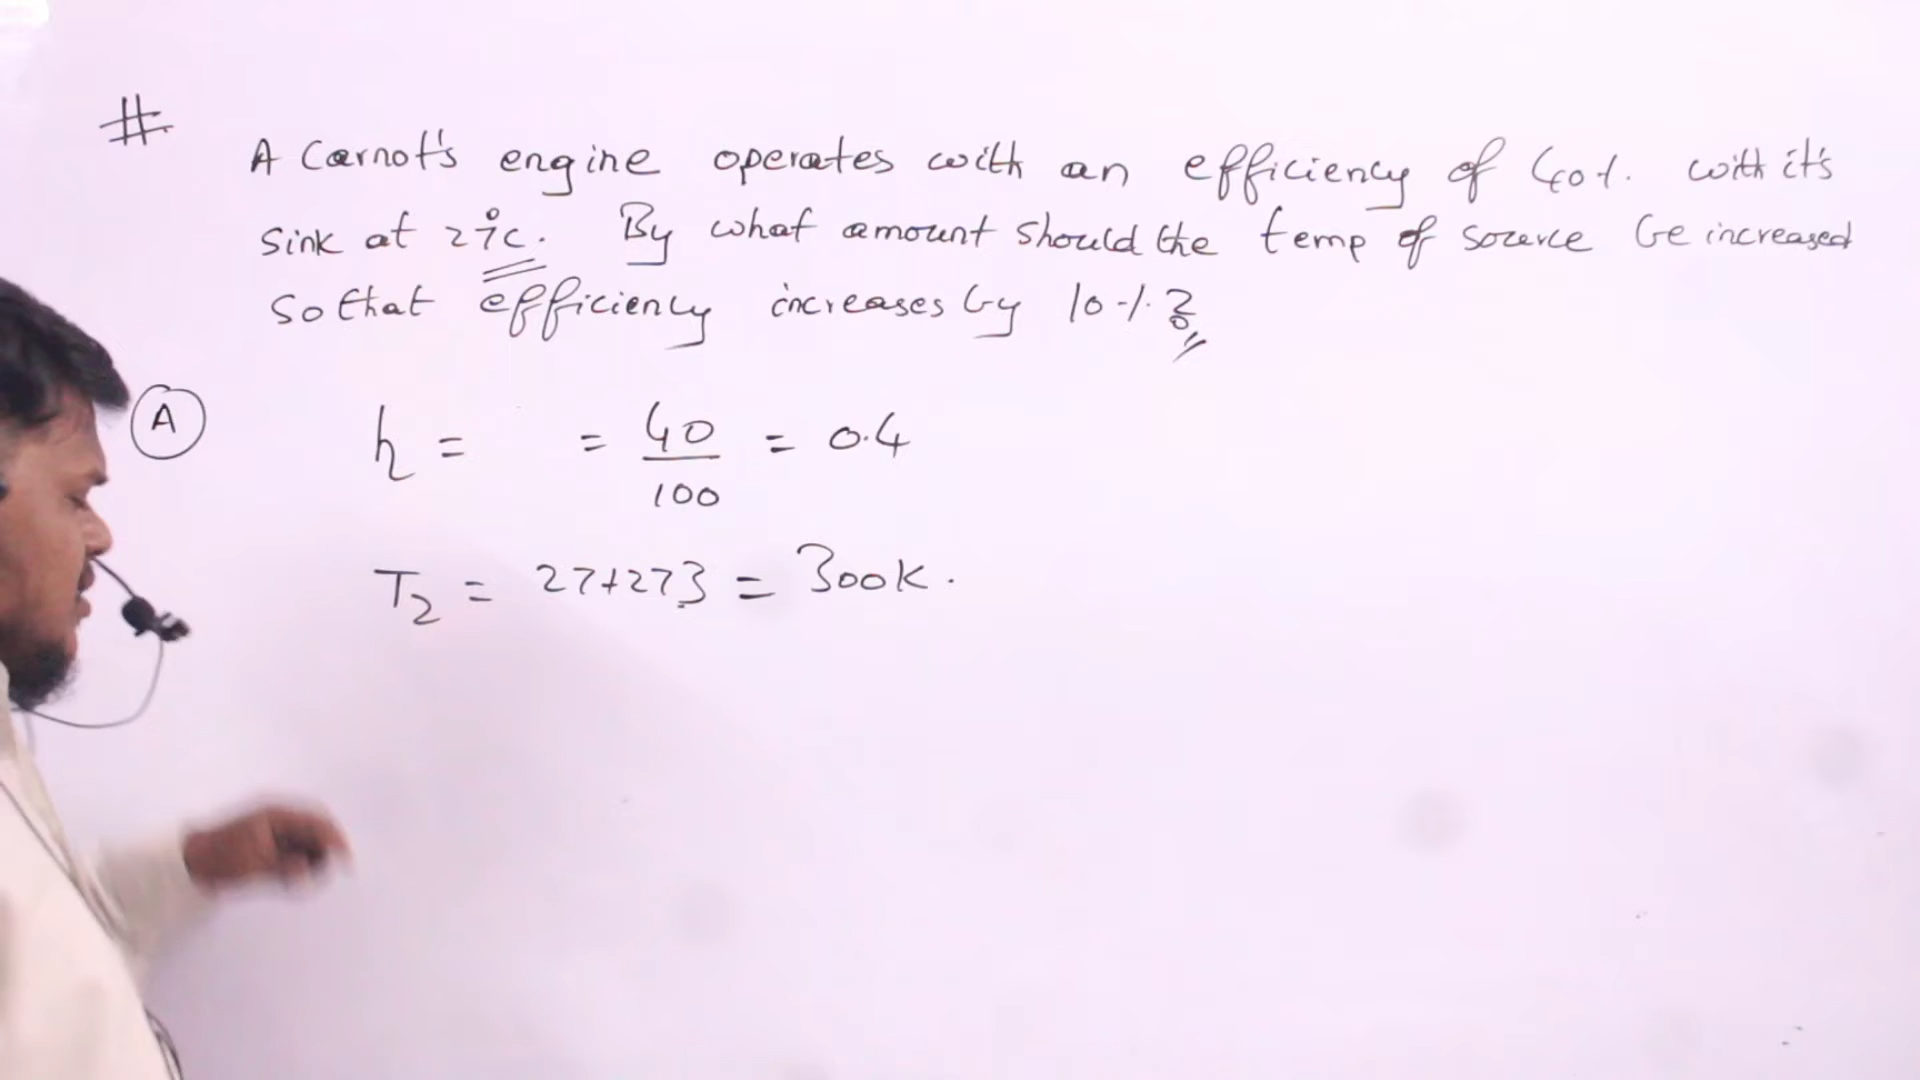 #
A Carnot's engine operates with an efficiency of 40%. with it's
sink at 27°C. By what amount should the temp of source be increased
so that efficiency increases by 10%?
A
η = = 40/100 = 0.4
T₂ = 27+273 = 300K.